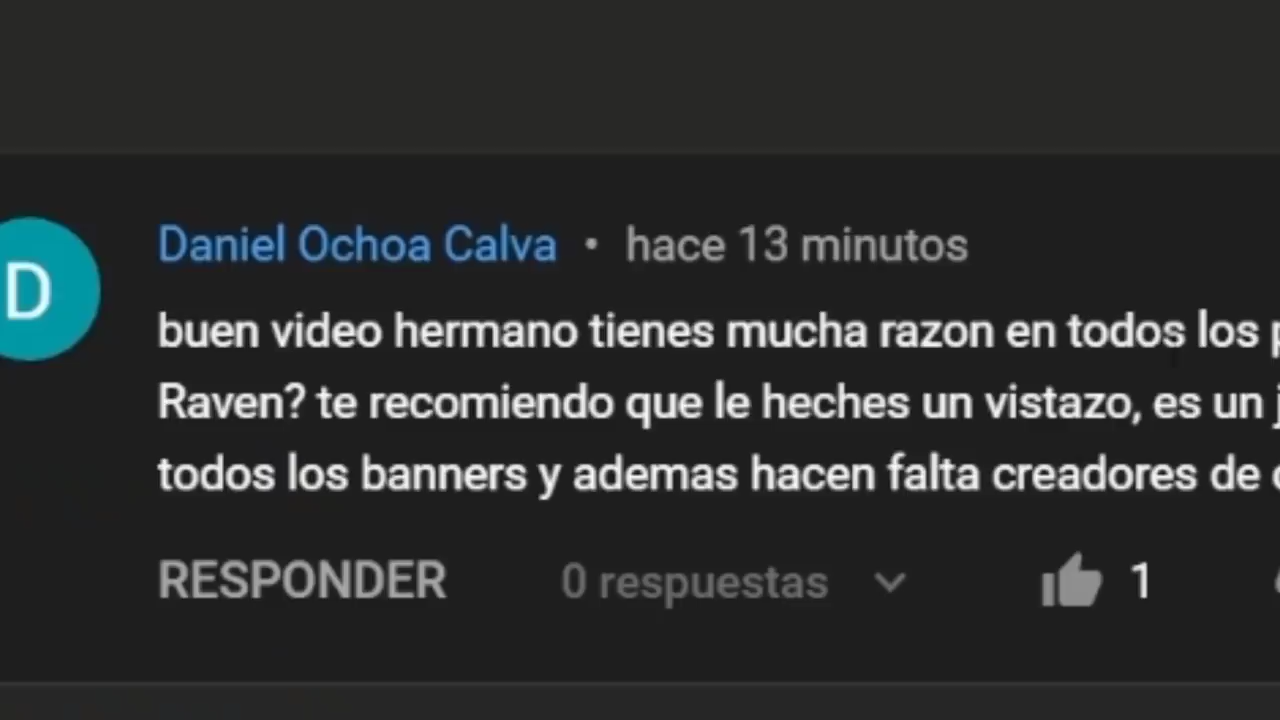 D
Daniel Ochoa Calva • hace 13 minutos
buen video hermano tienes mucha razon en todos los
Raven? te recomiendo que le heches un vistazo, es un
todos los banners y ademas hacen falta creadores de
RESPONDER 0 respuestas 1